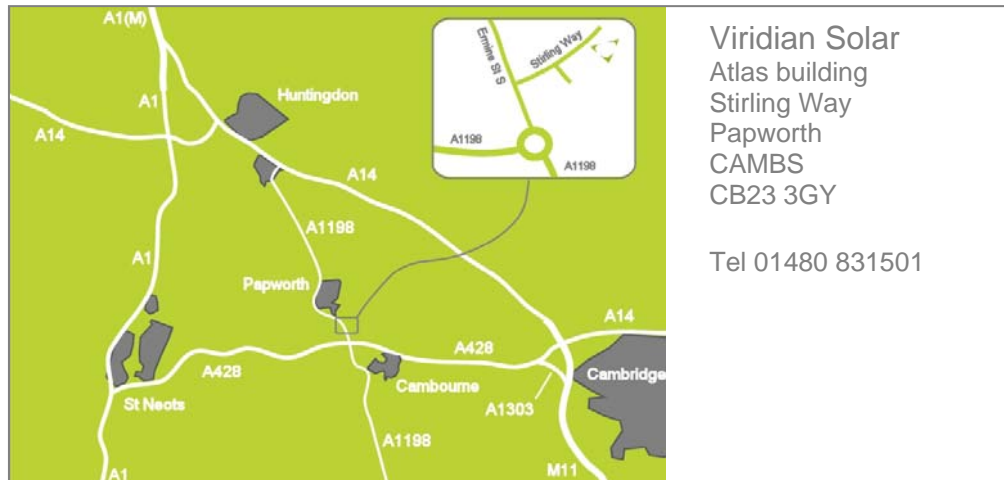 A1(M)
A1
Huntingdon
A14
A14
A1198
A1
Papworth
A14
A428
A428
Cambourne
Cambridge
A1303
St Neots
A1198
A1
M11
Ermine St S
Stirling Way
A1198
A1198
Viridian Solar
Atlas building
Stirling Way
Papworth
CAMBS
CB23 3GY
Tel 01480 831501